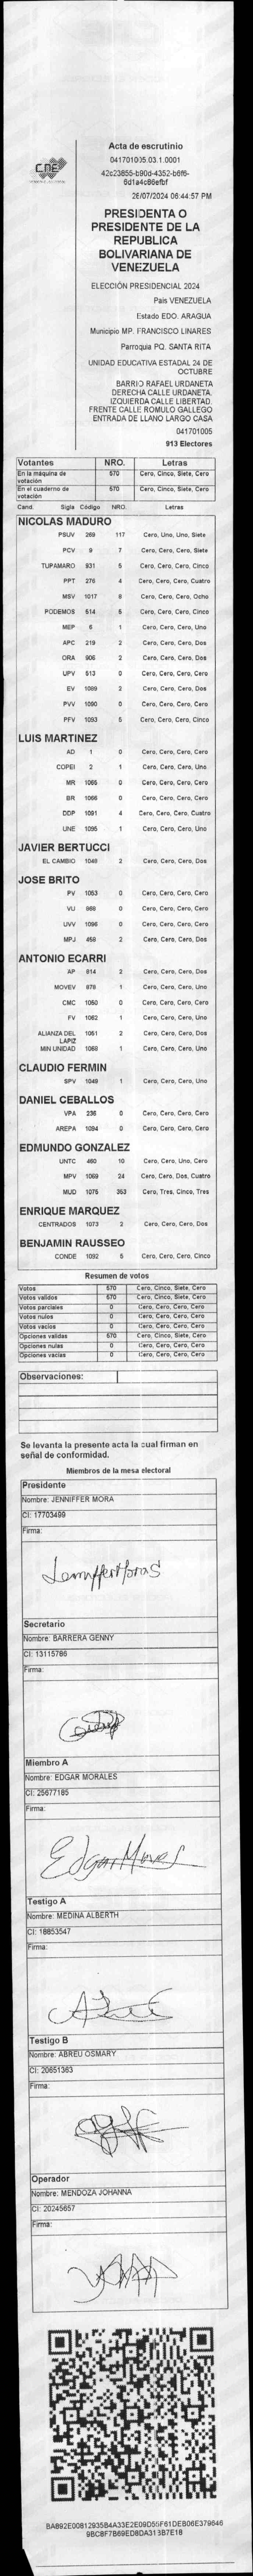 Acta de escrutinio
041701005.03.1.0001
42c23855-b90d-4352-b6f6-
6d1a4c86efbf
28/07/2024 06:44:57 PM
CNE
PRESIDENTA O
PRESIDENTE DE LA
REPUBLICA
BOLIVARIANA DE
VENEZUELA
ELECCIÓN PRESIDENCIAL 2024
Pais VENEZUELA
Estado EDO. ARAGUA
Municipio MP. FRANCISCO LINARES
Parroquia PQ. SANTA RITA
UNIDAD EDUCATIVA ESTADAL 24 DE
OCTUBRE
BARRIO RAFAEL URDANETA
DERECHA CALLE URDANETA.
IZQUIERDA CALLE LIBERTAD.
FRENTE CALLE ROMULO GALLEGO
ENTRADA DE LLANO LARGO CASA
041701005
913 Electores
Votantes NRO. Letras
En la máquina de votación 570 Cero, Cinco, Siete, Cero
En el cuaderno de votación 570 Cero, Cinco, Siete, Cero
Cand. Sigla Código NRO. Letras
NICOLAS MADURO
PSUV 269 117 Cero, Uno, Uno, Siete
PCV 9 7 Cero, Cero, Cero, Siete
TUPAMARO 931 5 Cero, Cero, Cero, Cinco
PPT 276 4 Cero, Cero, Cero, Cuatro
MSV 1017 8 Cero, Cero, Cero, Ocho
PODEMOS 514 5 Cero, Cero, Cero, Cinco
MEP 6 1 Cero, Cero, Cero, Uno
APC 219 2 Cero, Cero, Cero, Dos
ORA 906 2 Cero, Cero, Cero, Dos
UPV 513 0 Cero, Cero, Cero, Cero
EV 1089 2 Cero, Cero, Cero, Dos
PVV 1090 0 Cero, Cero, Cero, Cero
PFV 1093 5 Cero, Cero, Cero, Cinco
LUIS MARTINEZ
AD 1 0 Cero, Cero, Cero, Cero
COPEI 2 1 Cero, Cero, Cero, Uno
MR 1065 0 Cero, Cero, Cero, Cero
BR 1066 0 Cero, Cero, Cero, Cero
DDP 1091 4 Cero, Cero, Cero, Cuatro
UNE 1095 1 Cero, Cero, Cero, Uno
JAVIER BERTUCCI
EL CAMBIO 1048 2 Cero, Cero, Cero, Dos
JOSE BRITO
PV 1053 0 Cero, Cero, Cero, Cero
VU 868 0 Cero, Cero, Cero, Cero
UVV 1096 0 Cero, Cero, Cero, Cero
MPJ 458 2 Cero, Cero, Cero, Dos
ANTONIO ECARRI
AP 814 2 Cero, Cero, Cero, Dos
MOVEV 878 1 Cero, Cero, Cero, Uno
CMC 1050 0 Cero, Cero, Cero, Cero
FV 1062 1 Cero, Cero, Cero, Uno
ALIANZA DEL LAPIZ 1051 2 Cero, Cero, Cero, Dos
MIN UNIDAD 1068 1 Cero, Cero, Cero, Uno
CLAUDIO FERMIN
SPV 1049 1 Cero, Cero, Cero, Uno
DANIEL CEBALLOS
VPA 236 0 Cero, Cero, Cero, Cero
AREPA 1094 0 Cero, Cero, Cero, Cero
EDMUNDO GONZALEZ
UNTC 460 10 Cero, Cero, Uno, Cero
MPV 1069 24 Cero, Cero, Dos, Cuatro
MUD 1075 353 Cero, Tres, Cinco, Tres
ENRIQUE MARQUEZ
CENTRADOS 1073 2 Cero, Cero, Cero, Dos
BENJAMIN RAUSSEO
CONDE 1092 5 Cero, Cero, Cero, Cinco
Resumen de votos
Votos 570 Cero, Cinco, Siete, Cero
Votos validos 570 Cero, Cinco, Siete, Cero
Votos parciales 0 Cero, Cero, Cero, Cero
Votos nulos 0 Cero, Cero, Cero, Cero
Votos vacios 0 Cero, Cero, Cero, Cero
Opciones validas 570 Cero, Cinco, Siete, Cero
Opciones nulas 0 Cero, Cero, Cero, Cero
Opciones vacias 0 Cero, Cero, Cero, Cero
Observaciones:
Se levanta la presente acta la cual firman en
señal de conformidad.
Miembros de la mesa electoral
Presidente
Nombre: JENNIFFER MORA
CI: 17703499
Firma:
Secretario
Nombre: BARRERA GENNY
CI: 13115786
Firma:
Miembro A
Nombre: EDGAR MORALES
CI: 25677185
Firma:
Testigo A
Nombre: MEDINA ALBERTH
CI: 18853547
Firma:
Testigo B
Nombre: ABREU OSMARY
CI: 20651363
Firma:
Operador
Nombre: MENDOZA JOHANNA
CI: 20245657
Firma:
BA892E00812935B4A33E2E09D55F61DEB06E379646
9BC8F7B69ED8DA313B7E18